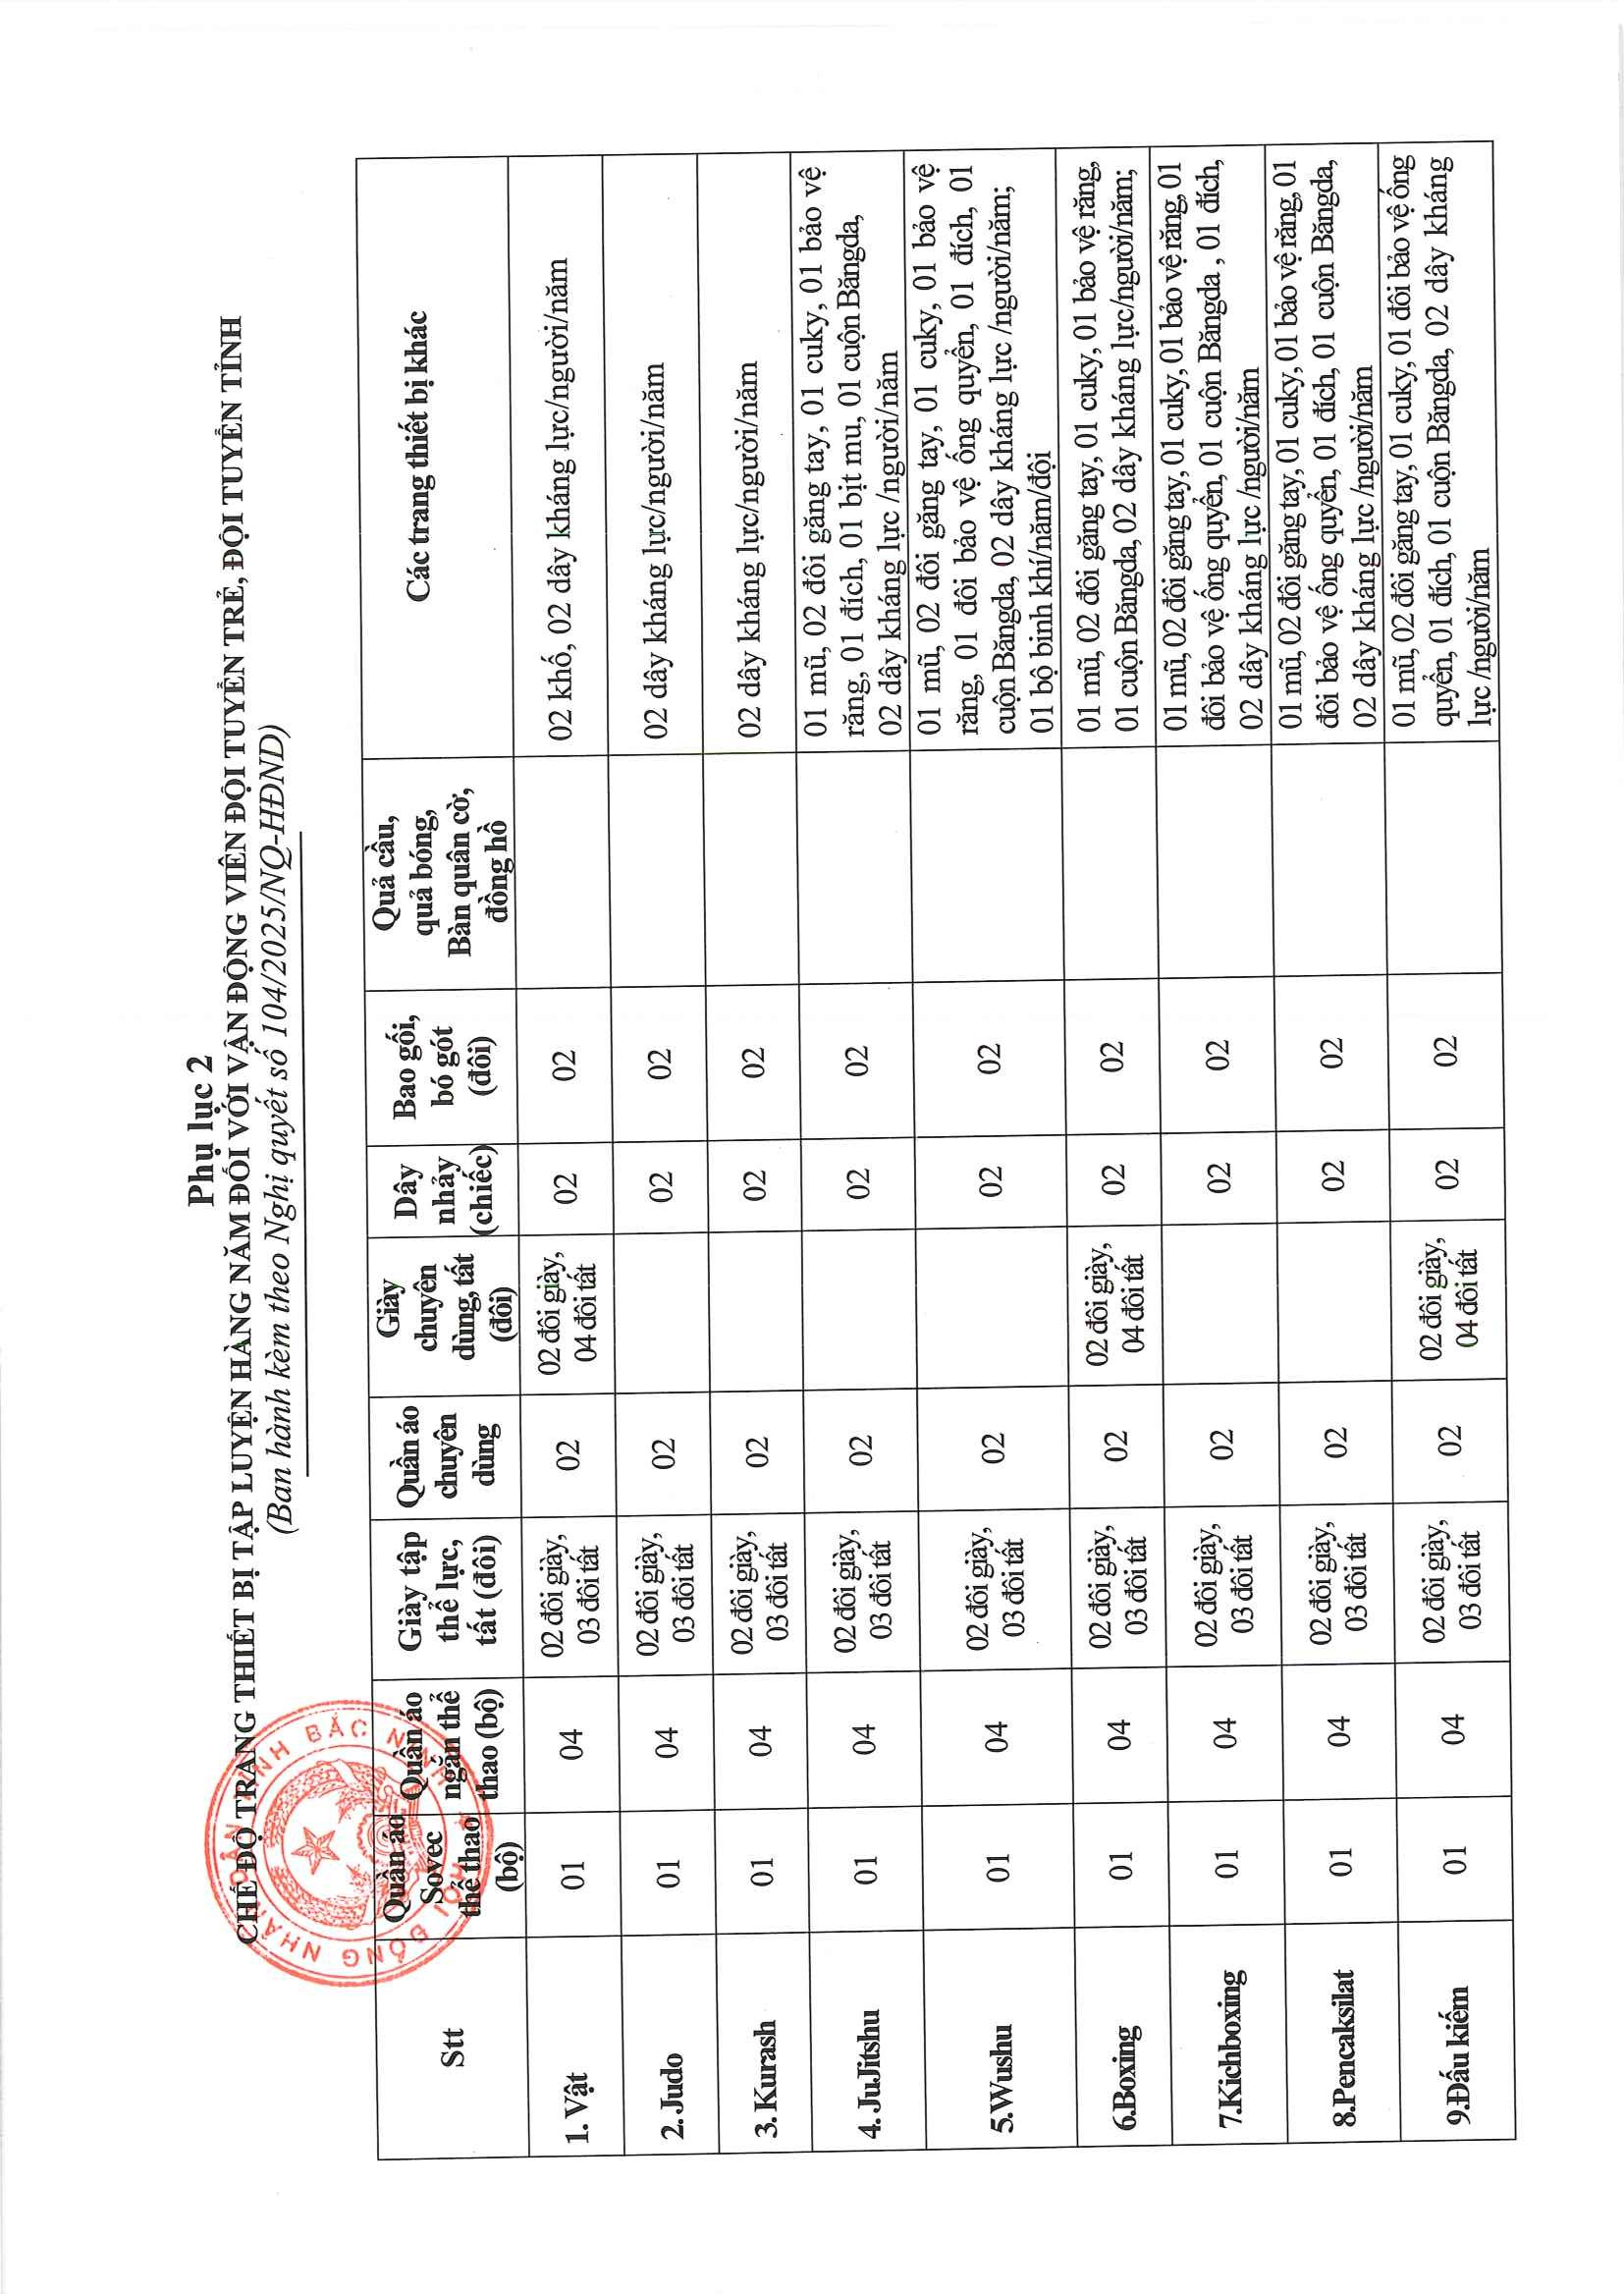 Phụ lục 2
CHẾ ĐỘ TRANG THIẾT BỊ TẬP LUYỆN HÀNG NĂM ĐỐI VỚI VẬN ĐỘNG VIÊN ĐỘI TUYỂN TRẺ, ĐỘI TUYỂN TỈNH
(Ban hành kèm theo Nghị quyết số 104/2025/NQ-HĐND)
HỘI ĐỒNG NHÂN DÂN TỈNH BẮC NINH
Stt
Quần áo
Sovec
thể thao
(bộ)
Quần áo
ngắn thể
thao (bộ)
Giày tập
thể lực,
tất (đôi)
Quần áo
chuyên
dùng
Giày
chuyên
dùng, tất
(đôi)
Dây
nhảy
(chiếc)
Bao gối,
bó gót
(đôi)
Quả cầu,
quả bóng,
Bàn quân cờ,
đồng hồ
Các trang thiết bị khác
1. Vật
01
04
02 đôi giày,
03 đôi tất
02
02 đôi giày,
04 đôi tất
02
02
02 khố, 02 dây kháng lực/người/năm
2. Judo
01
04
02 đôi giày,
03 đôi tất
02
02
02
02 dây kháng lực/người/năm
3. Kurash
01
04
02 đôi giày,
03 đôi tất
02
02
02
02 dây kháng lực/người/năm
4. JuJitshu
01
04
02 đôi giày,
03 đôi tất
02
02
02
01 mũ, 02 đôi găng tay, 01 cuky, 01 bảo vệ
răng, 01 đích, 01 bịt mu, 01 cuộn Băngda,
02 dây kháng lực /người/năm
5.Wushu
01
04
02 đôi giày,
03 đôi tất
02
02
02
01 mũ, 02 đôi găng tay, 01 cuky, 01 bảo vệ
răng, 01 đôi bảo vệ ống quyển, 01 đích, 01
cuộn Băngda, 02 dây kháng lực /người/năm;
01 bộ binh khí/năm/đội
6.Boxing
01
04
02 đôi giày,
03 đôi tất
02
02 đôi giày,
04 đôi tất
02
02
01 mũ, 02 đôi găng tay, 01 cuky, 01 bảo vệ răng,
01 cuộn Băngda, 02 dây kháng lực/người/năm;
7.Kichboxing
01
04
02 đôi giày,
03 đôi tất
02
02
02
01 mũ, 02 đôi găng tay, 01 cuky, 01 bảo vệ răng, 01
đôi bảo vệ ống quyển, 01 cuộn Băngda , 01 đích,
02 dây kháng lực /người/năm
8.Pencaksilat
01
04
02 đôi giày,
03 đôi tất
02
02
02
01 mũ, 02 đôi găng tay, 01 cuky, 01 bảo vệ răng, 01
đôi bảo vệ ống quyển, 01 đích, 01 cuộn Băngda,
02 dây kháng lực /người/năm
9.Đấu kiếm
01
04
02 đôi giày,
03 đôi tất
02
02 đôi giày,
04 đôi tất
02
02
01 mũ, 02 đôi găng tay, 01 cuky, 01 đôi bảo vệ ống
quyển, 01 đích, 01 cuộn Băngda, 02 dây kháng
lực /người/năm